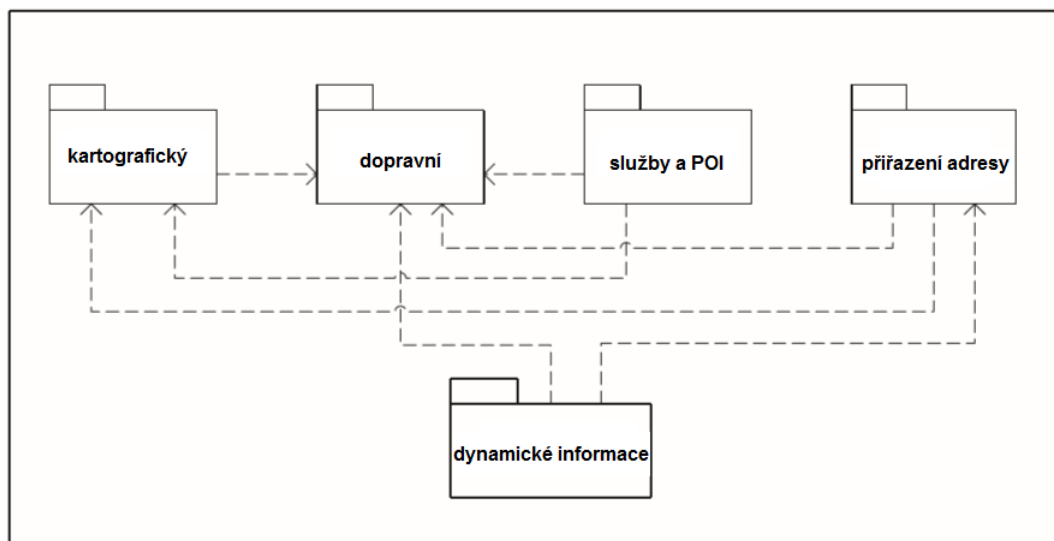 kartografický
dopravní
služby a POI
přiřazení adresy
dynamické informace